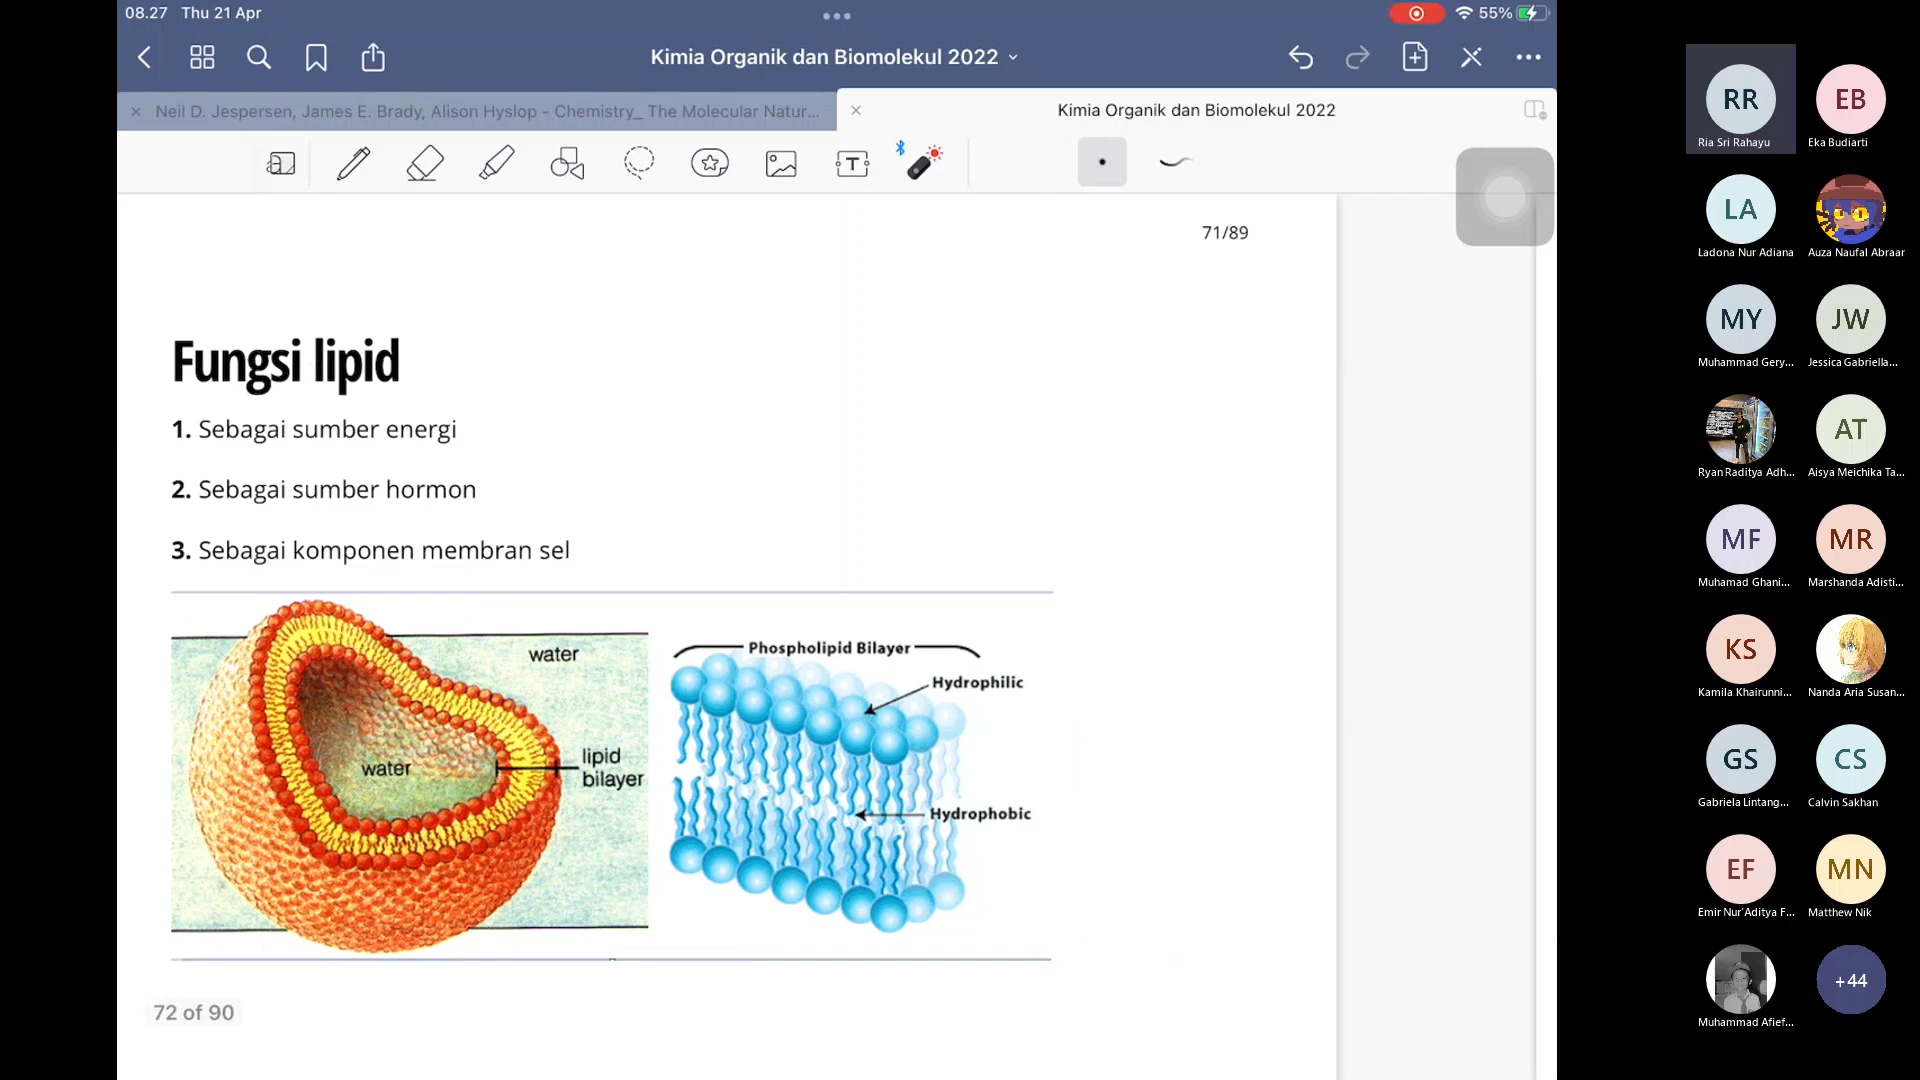 08.27 Thu 21 Apr
55%
Kimia Organik dan Biomolekul 2022
Neil D. Jespersen, James E. Brady, Alison Hyslop - Chemistry_ The Molecular Natur...
Kimia Organik dan Biomolekul 2022
T
71/89
Fungsi lipid
1. Sebagai sumber energi
2. Sebagai sumber hormon
3. Sebagai komponen membran sel
water
water
lipid
bilayer
Phospholipid Bilayer
Hydrophilic
Hydrophobic
72 of 90
RR
Ria Sri Rahayu
EB
Eka Budiarti
LA
Ladona Nur Adiana
Auza Naufal Abraar
MY
Muhammad Gery...
JW
Jessica Gabriella...
Ryan Raditya Adh...
AT
Aisya Meichika Ta...
MF
Muhamad Ghani...
MR
Marshanda Adisti...
KS
Kamila Khairunni...
Nanda Aria Susan...
GS
Gabriela Lintang...
CS
Calvin Sakhan
EF
Emir Nur'Aditya F...
MN
Matthew Nik
Muhammad Afief...
+44